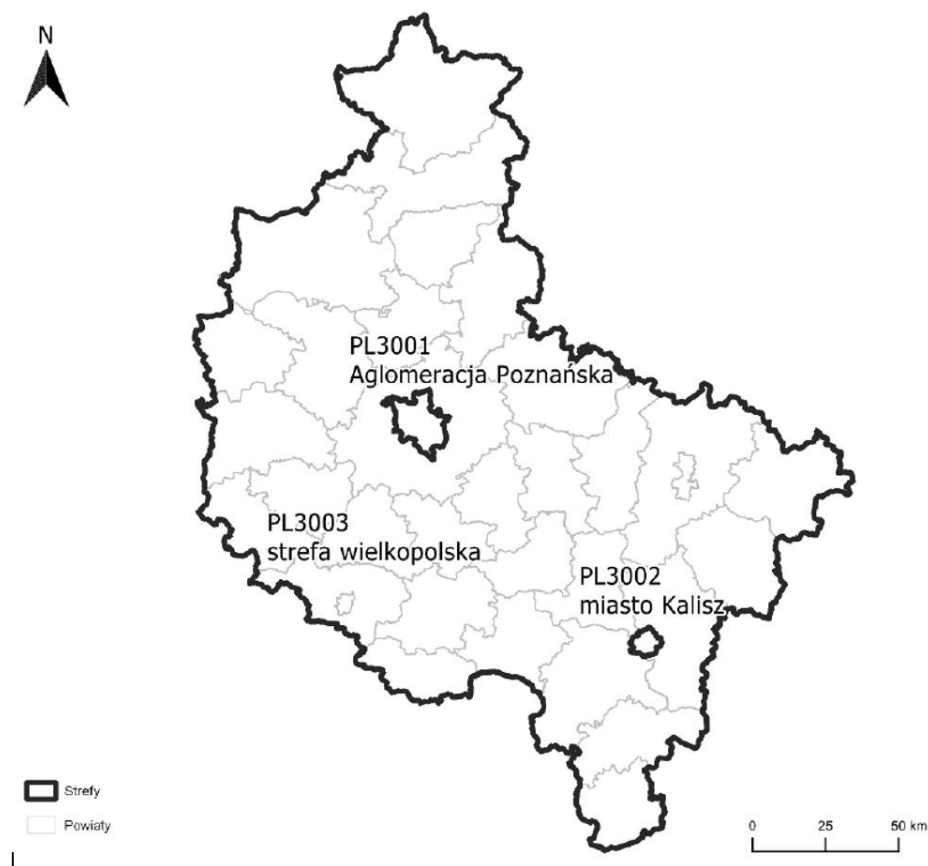 N
PL3001
Aglomeracja Poznańska
PL3003
strefa wielkopolska
PL3002
miasto Kalisz
Strefy
Powiaty
0 25 50 km